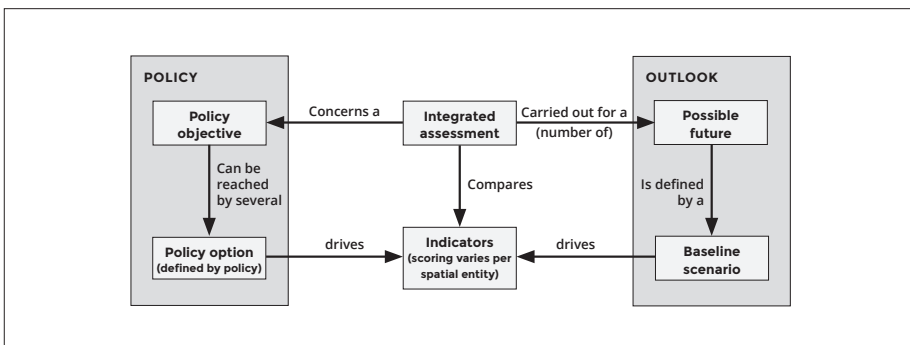 POLICY
OUTLOOK
Policy
objective
Concerns a
Integrated
assessment
Carried out for a
(number of)
Possible
future
Can be
reached
by several
Compares
Is defined
by a
Policy option
(defined by policy)
drives
Indicators
(scoring varies per
spatial entity)
drives
Baseline
scenario